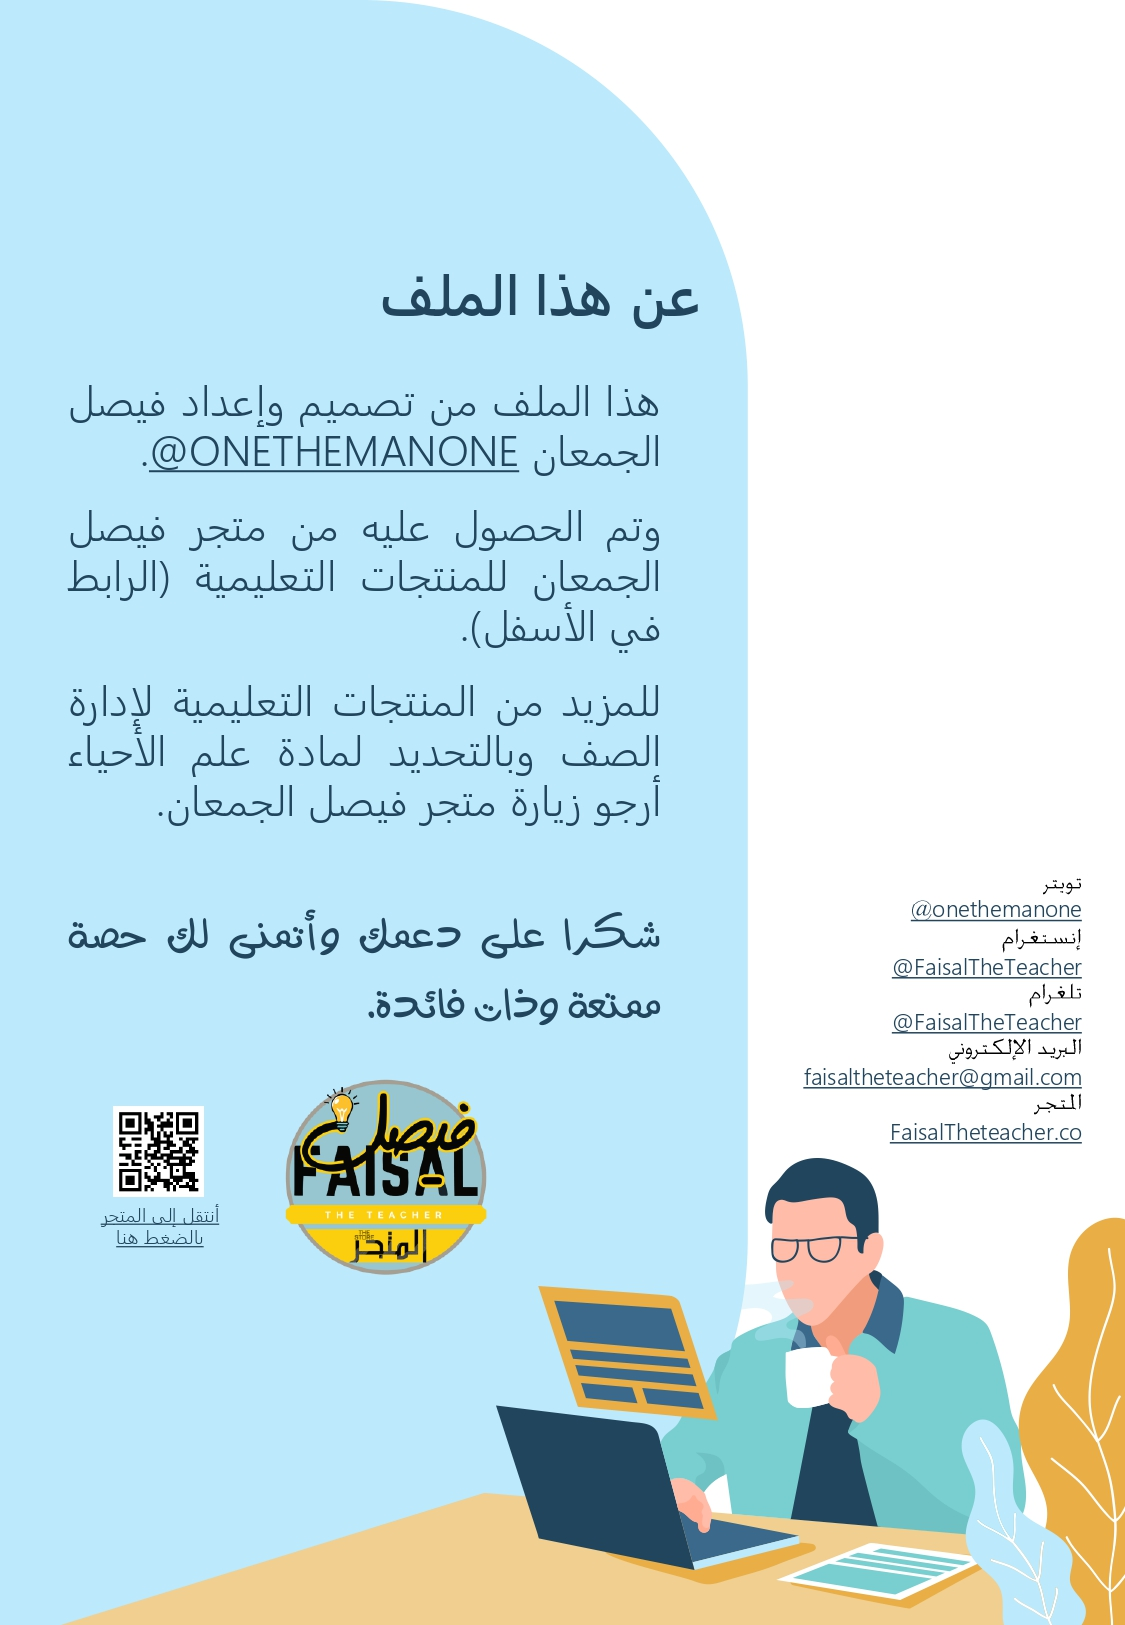 عن هذا الملف
هذا الملف من تصميم وإعداد فيصل
الجمعان @ONETHEMANONE.
وتم الحصول عليه من متجر فيصل
الجمعان للمنتجات التعليمية (الرابط
في الأسفل).
للمزيد من المنتجات التعليمية لإدارة
الصف وبالتحديد لمادة علم الأحياء
أرجو زيارة متجر فيصل الجمعان.
شكرا على دعمك وأتمنى لك حصة
ممتعة وذات فائدة.
تويتر
@onethemanone
إنستغرام
@FaisalTheTeacher
تلغرام
@FaisalTheTeacher
البريد الإلكتروني
faisaltheteacher@gmail.com
المتجر
FaisalTheteacher.co
فيصل
FAISAL
THE TEACHER
THE STORE
المتجر
أنتقل إلى المتجر
بالضغط هنا